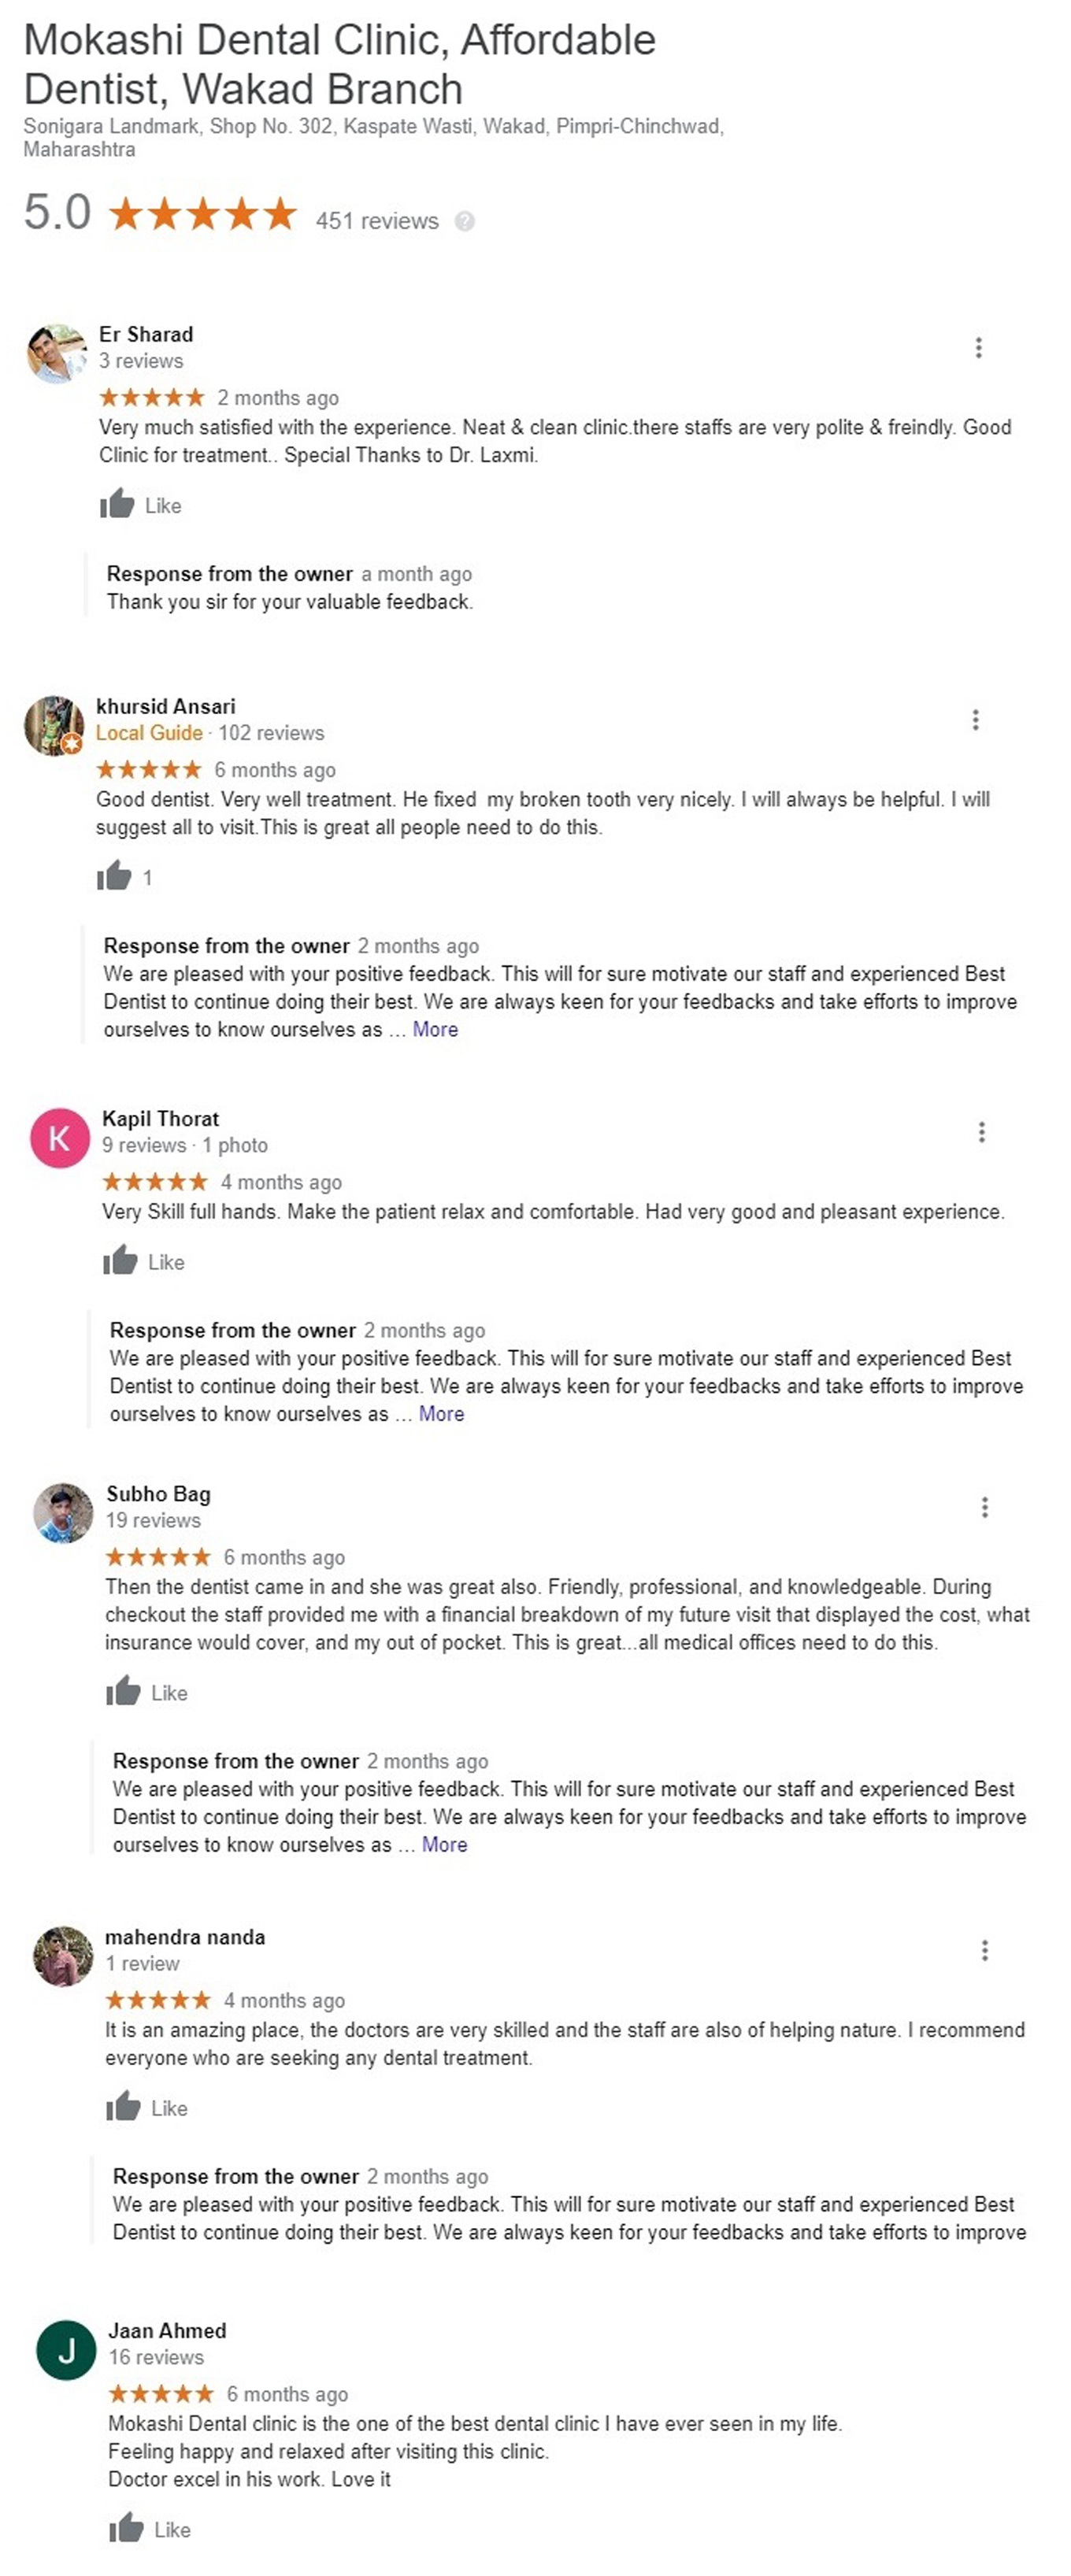 Mokashi Dental Clinic, Affordable
Dentist, Wakad Branch
Sonigara Landmark, Shop No. 302, Kaspate Wasti, Wakad, Pimpri-Chinchwad,
Maharashtra
5.0 ★★★★★ 451 reviews ?
Er Sharad
3 reviews
★★★★★ 2 months ago
Very much satisfied with the experience. Neat & clean clinic.there staffs are very polite & freindly. Good
Clinic for treatment.. Special Thanks to Dr. Laxmi.
Like
Response from the owner a month ago
Thank you sir for your valuable feedback.
khursid Ansari
Local Guide · 102 reviews
★★★★★ 6 months ago
Good dentist. Very well treatment. He fixed  my broken tooth very nicely. I will always be helpful. I will
suggest all to visit.This is great all people need to do this.
1
Response from the owner 2 months ago
We are pleased with your positive feedback. This will for sure motivate our staff and experienced Best
Dentist to continue doing their best. We are always keen for your feedbacks and take efforts to improve
ourselves to know ourselves as ... More
K
Kapil Thorat
9 reviews · 1 photo
★★★★★ 4 months ago
Very Skill full hands. Make the patient relax and comfortable. Had very good and pleasant experience.
Like
Response from the owner 2 months ago
We are pleased with your positive feedback. This will for sure motivate our staff and experienced Best
Dentist to continue doing their best. We are always keen for your feedbacks and take efforts to improve
ourselves to know ourselves as ... More
Subho Bag
19 reviews
★★★★★ 6 months ago
Then the dentist came in and she was great also. Friendly, professional, and knowledgeable. During
checkout the staff provided me with a financial breakdown of my future visit that displayed the cost, what
insurance would cover, and my out of pocket. This is great...all medical offices need to do this.
Like
Response from the owner 2 months ago
We are pleased with your positive feedback. This will for sure motivate our staff and experienced Best
Dentist to continue doing their best. We are always keen for your feedbacks and take efforts to improve
ourselves to know ourselves as ... More
mahendra nanda
1 review
★★★★★ 4 months ago
It is an amazing place, the doctors are very skilled and the staff are also of helping nature. I recommend
everyone who are seeking any dental treatment.
Like
Response from the owner 2 months ago
We are pleased with your positive feedback. This will for sure motivate our staff and experienced Best
Dentist to continue doing their best. We are always keen for your feedbacks and take efforts to improve
J
Jaan Ahmed
16 reviews
★★★★★ 6 months ago
Mokashi Dental clinic is the one of the best dental clinic I have ever seen in my life.
Feeling happy and relaxed after visiting this clinic.
Doctor excel in his work. Love it
Like